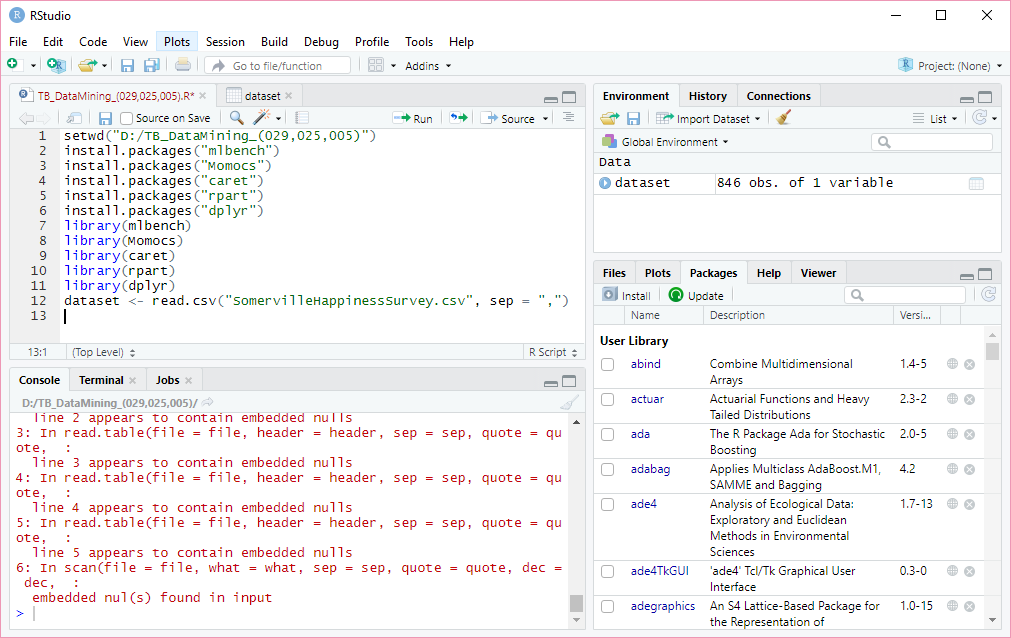 RStudio
File Edit Code View Plots Session Build Debug Profile Tools Help
Go to file/function Addins Project: (None)
TB_DataMining_(029,025,005).R* dataset
Source on Save Run Source
1 setwd("D:/TB_DataMining_(029,025,005)")
2 install.packages("mlbench")
3 install.packages("Momocs")
4 install.packages("caret")
5 install.packages("rpart")
6 install.packages("dplyr")
7 library(mlbench)
8 library(Momocs)
9 library(caret)
10 library(rpart)
11 library(dplyr)
12 dataset <- read.csv("SomervilleHappinessSurvey.csv", sep = ",")
13
13:1 (Top Level) R Script
Console Terminal Jobs
D:/TB_DataMining_(029,025,005)/
line 2 appears to contain embedded nulls
3: In read.table(file = file, header = header, sep = sep, quote = qu
ote,  :
line 3 appears to contain embedded nulls
4: In read.table(file = file, header = header, sep = sep, quote = qu
ote,  :
line 4 appears to contain embedded nulls
5: In read.table(file = file, header = header, sep = sep, quote = qu
ote,  :
line 5 appears to contain embedded nulls
6: In scan(file = file, what = what, sep = sep, quote = quote, dec =
dec,  :
embedded nul(s) found in input
>
Environment History Connections
Import Dataset List
Global Environment
Data
dataset 846 obs. of 1 variable
Files Plots Packages Help Viewer
Install Update
Name Description Versi...
User Library
abind Combine Multidimensional 1.4-5
Arrays
actuar Actuarial Functions and Heavy 2.3-2
Tailed Distributions
ada The R Package Ada for Stochastic 2.0-5
Boosting
adabag Applies Multiclass AdaBoost.M1, 4.2
SAMME and Bagging
ade4 Analysis of Ecological Data: 1.7-13
Exploratory and Euclidean
Methods in Environmental
Sciences
ade4TkGUI 'ade4' Tcl/Tk Graphical User 0.3-0
Interface
adegraphics An S4 Lattice-Based Package for 1.0-15
the Representation of